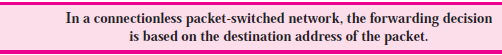 In a connectionless packet-switched network, the forwarding decision
is based on the destination address of the packet.